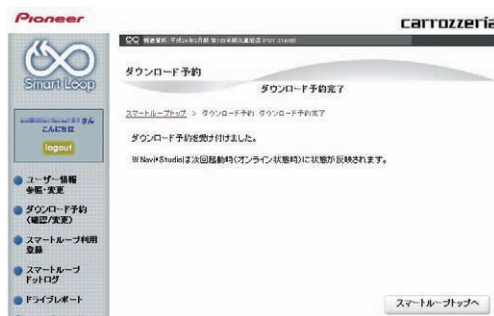 Pioneer
carrozzeria
ダウンロード予約
ダウンロード予約完了
Smart Loop
スマートループトップ > ダウンロード予約 ダウンロード予約完了
さん
こんにちは
ダウンロード予約を受け付けました。
logout
※Navi*Studioは次回起動時(オンライン状態時)に状態が反映されます。
ユーザー情報
参照・変更
ダウンロード予約
(確認/変更)
スマートループ利用
登録
スマートループ
ドットログ
ドライブレポート
スマートループトップへ